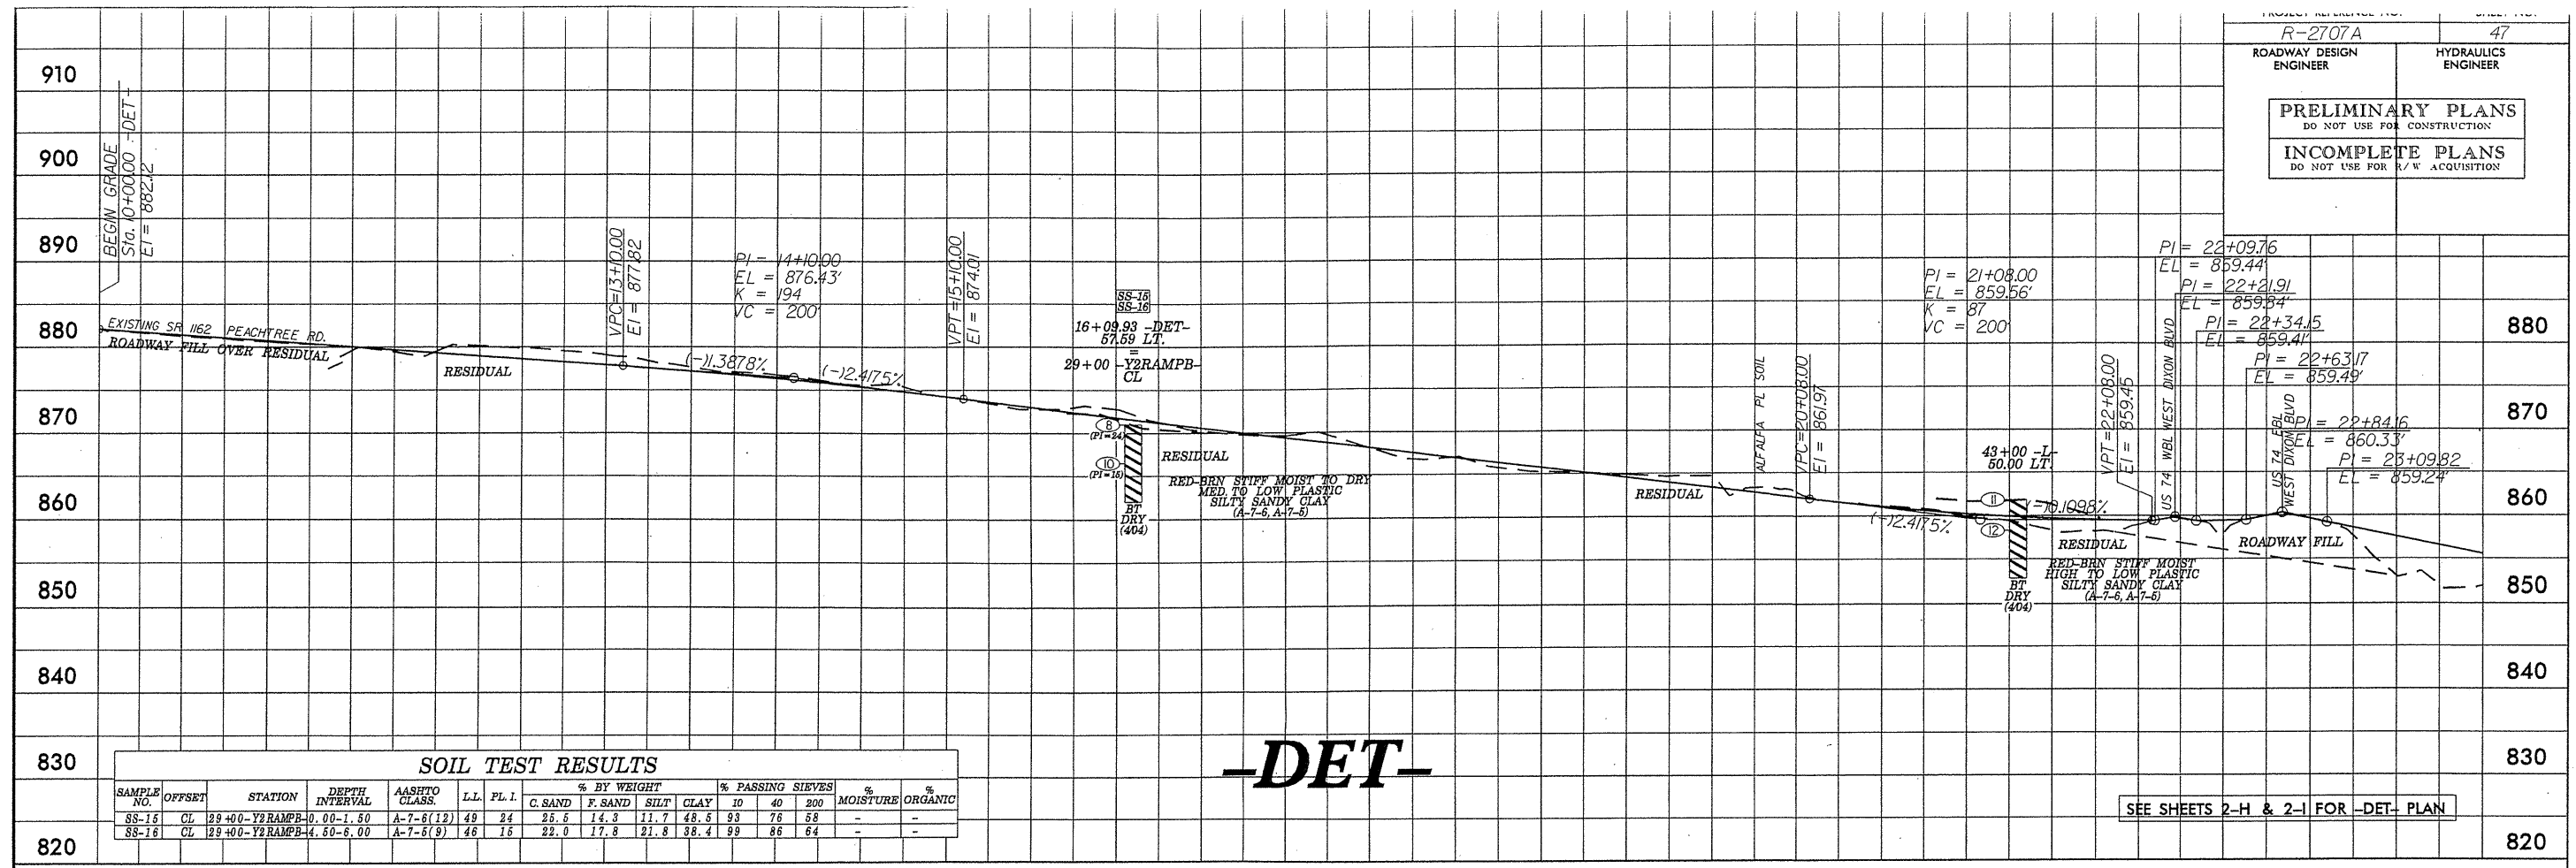 PROJECT REFERENCE NO. SHEET NO.
R-2707A 47
ROADWAY DESIGN ENGINEER
HYDRAULICS ENGINEER
PRELIMINARY PLANS
DO NOT USE FOR CONSTRUCTION
INCOMPLETE PLANS
DO NOT USE FOR R/W ACQUISITION
910
900
890
880
870
860
850
840
830
820
BEGIN GRADE
Sta. 10+00.00 -DET-
El = 882.12
EXISTING SR 1162 PEACHTREE RD.
ROADWAY FILL OVER RESIDUAL
RESIDUAL
VPC=13+10.00
El = 877.82
(-)1.3878%
PI = 14+10.00
EL = 876.43'
K = 194
VC = 200'
(-)2.4175%
VPT=15+10.00
El = 874.01
SS-15
SS-16
16+09.93 -DET-
57.59 LT.
=
29+00 -Y2RAMPB-
CL
8
(PI=24)
10
(PI=15)
RESIDUAL
RED-BRN STIFF MOIST TO DRY
MED. TO LOW PLASTIC
SILTY SANDY CLAY
(A-7-6, A-7-5)
BT
DRY
(4/04)
RESIDUAL
ALFALFA PL SOIL
VPC=20+08.00
El = 861.97
(-)2.4175%
PI = 21+08.00
EL = 859.56'
K = 87
VC = 200'
43+00 -L-
50.00 LT.
11
12
(-)0.1098%
BT
DRY
(4/04)
RESIDUAL
RED-BRN STIFF MOIST
HIGH TO LOW PLASTIC
SILTY SANDY CLAY
(A-7-6, A-7-5)
VPT=22+08.00
El = 859.45
US 74 WBL WEST DIXON BLVD
PI = 22+09.76
EL = 859.44'
PI = 22+21.91
EL = 859.84'
PI = 22+34.15
EL = 859.41'
PI = 22+63.17
EL = 859.49'
US 74 EBL
WEST DIXON BLVD
PI = 22+84.16
EL = 860.33'
PI = 23+09.82
EL = 859.24'
ROADWAY FILL
880
870
860
850
840
830
820
-DET-
SEE SHEETS 2-H & 2-I FOR -DET- PLAN
SOIL TEST RESULTS
SAMPLE NO. OFFSET STATION DEPTH INTERVAL AASHTO CLASS. L.L. PL. I. % BY WEIGHT % PASSING SIEVES % MOISTURE % ORGANIC
C. SAND F. SAND SILT CLAY 10 40 200
SS-15 CL 29+00-Y2RAMPB- 0.00-1.50 A-7-6(12) 49 24 25.5 14.3 11.7 48.5 93 76 58 - -
SS-16 CL 29+00-Y2RAMPB- 4.50-6.00 A-7-5(9) 46 15 22.0 17.8 21.8 38.4 99 86 64 - -